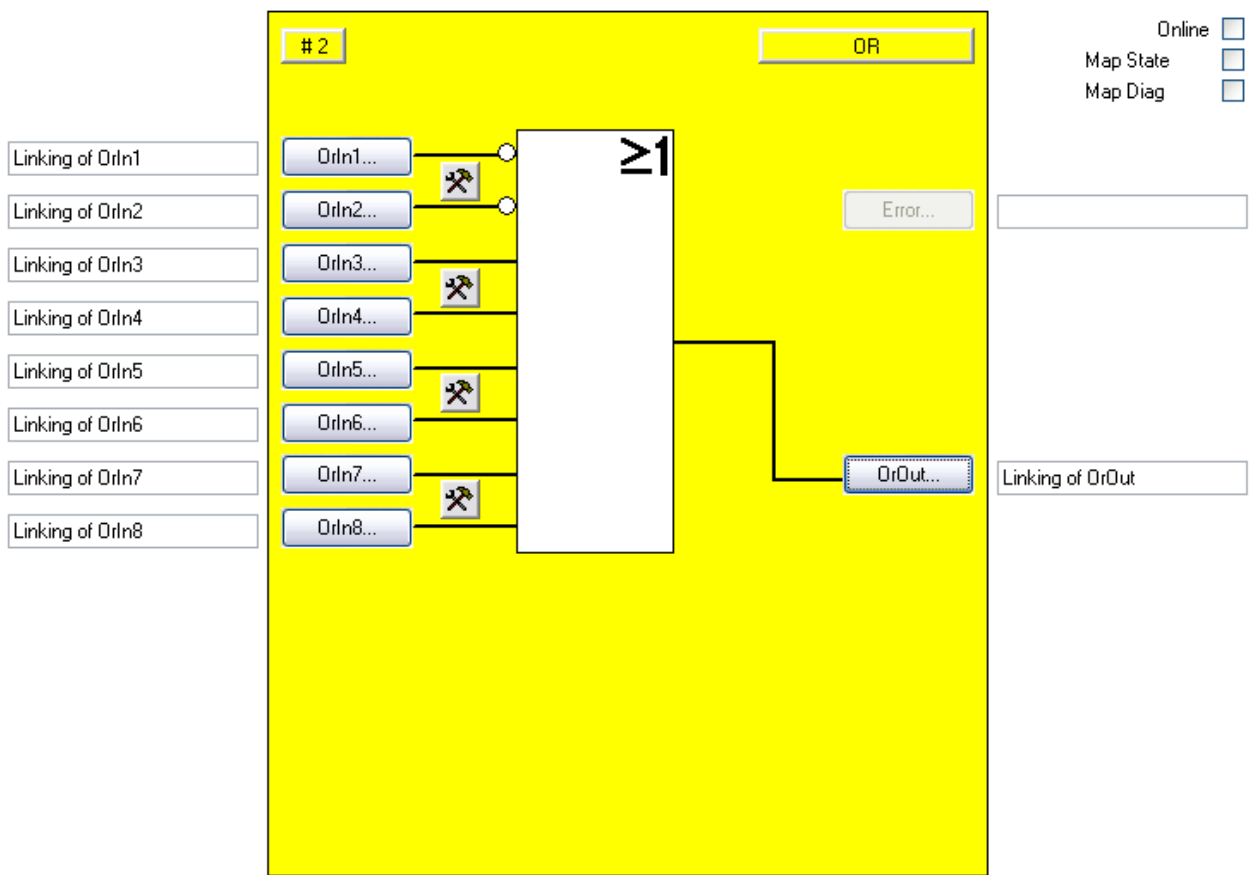 # 2
OR
Online
Map State
Map Diag
≥1
Linking of OrIn1
OrIn1...
Linking of OrIn2
OrIn2...
Error...
Linking of OrIn3
OrIn3...
Linking of OrIn4
OrIn4...
Linking of OrIn5
OrIn5...
Linking of OrIn6
OrIn6...
Linking of OrIn7
OrIn7...
OrOut...
Linking of OrOut
Linking of OrIn8
OrIn8...